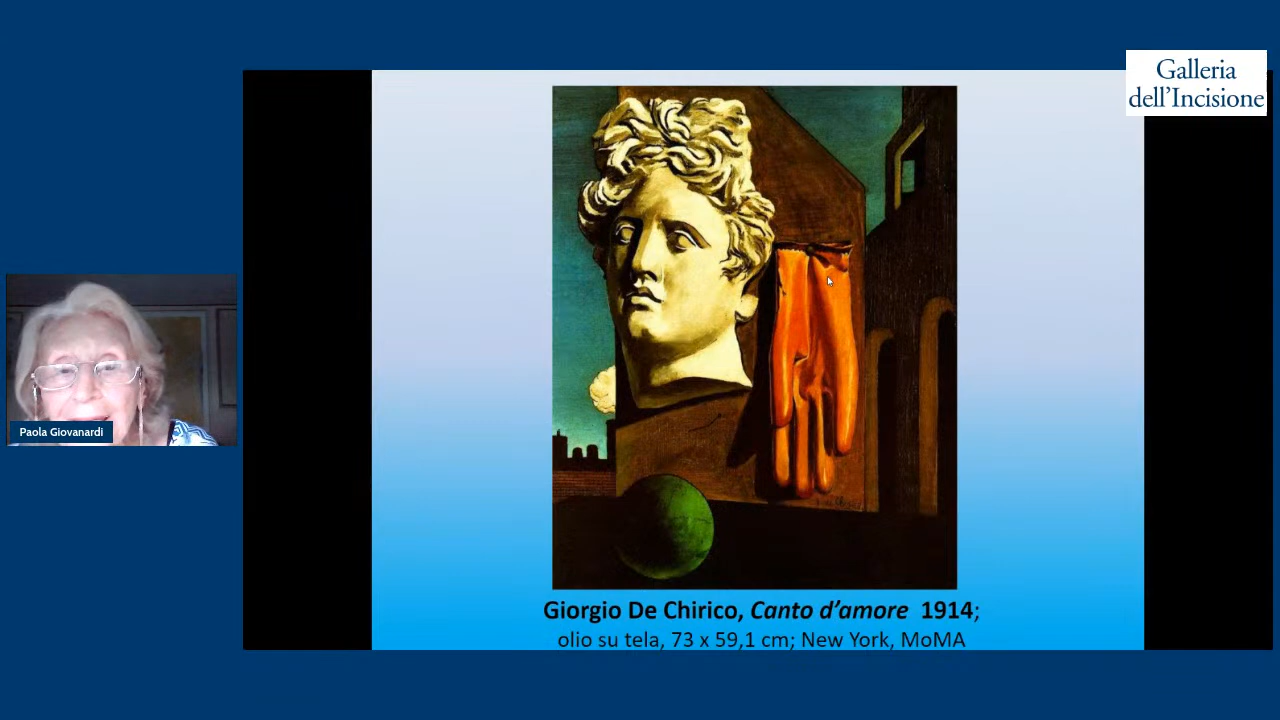 Galleria
dell'Incisione
Paola Giovanardi
Giorgio De Chirico, Canto d'amore 1914;
olio su tela, 73 x 59,1 cm; New York, MoMA